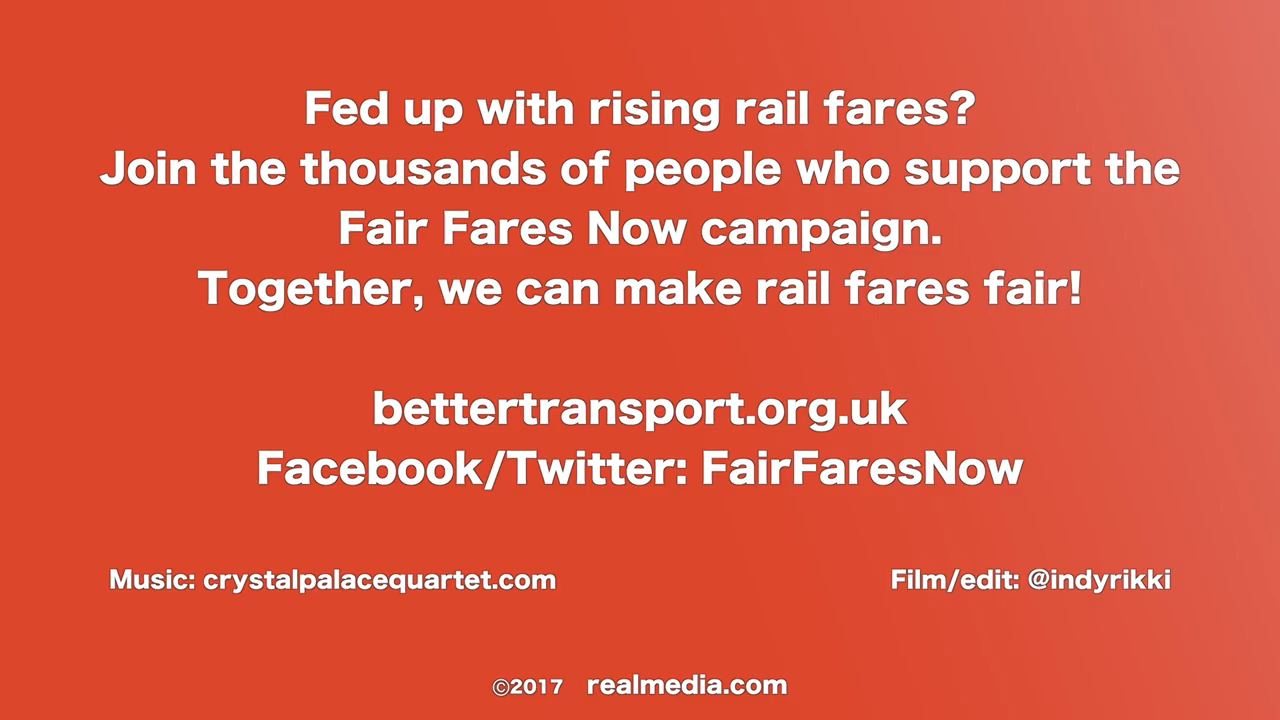 Fed up with rising rail fares?
Join the thousands of people who support the
Fair Fares Now campaign.
Together, we can make rail fares fair!
bettertransport.org.uk
Facebook/Twitter: FairFaresNow
Music: crystalpalacequartet.com
Film/edit: @indyrikki
©2017 realmedia.com